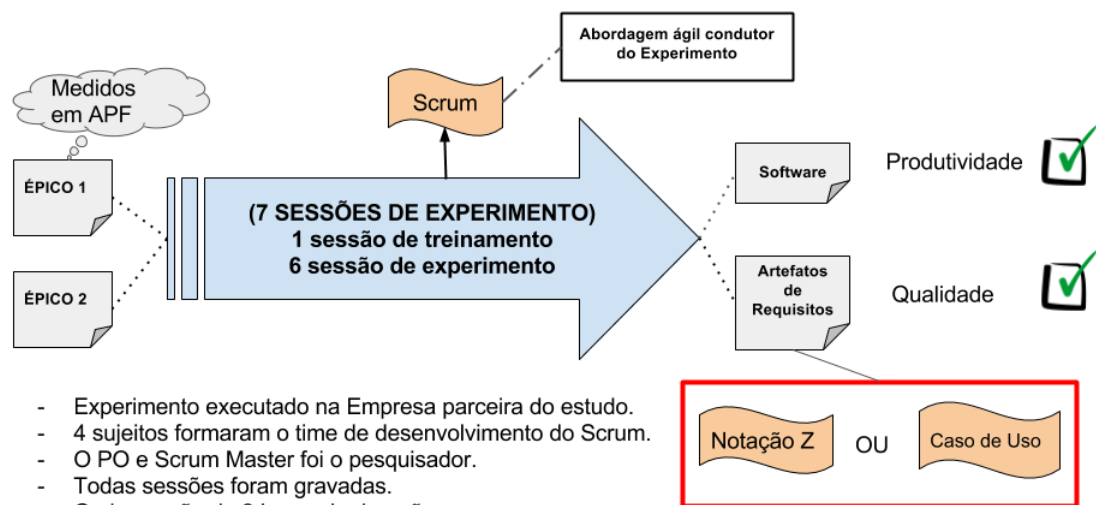 Abordagem ágil condutor
do Experimento
Medidos
em APF
Scrum
ÉPICO 1
ÉPICO 2
(7 SESSÕES DE EXPERIMENTO)
1 sessão de treinamento
6 sessão de experimento
Software
Produtividade
Artefatos
de
Requisitos
Qualidade
- Experimento executado na Empresa parceira do estudo.
- 4 sujeitos formaram o time de desenvolvimento do Scrum.
- O PO e Scrum Master foi o pesquisador.
- Todas sessões foram gravadas.
Notação Z
OU
Caso de Uso